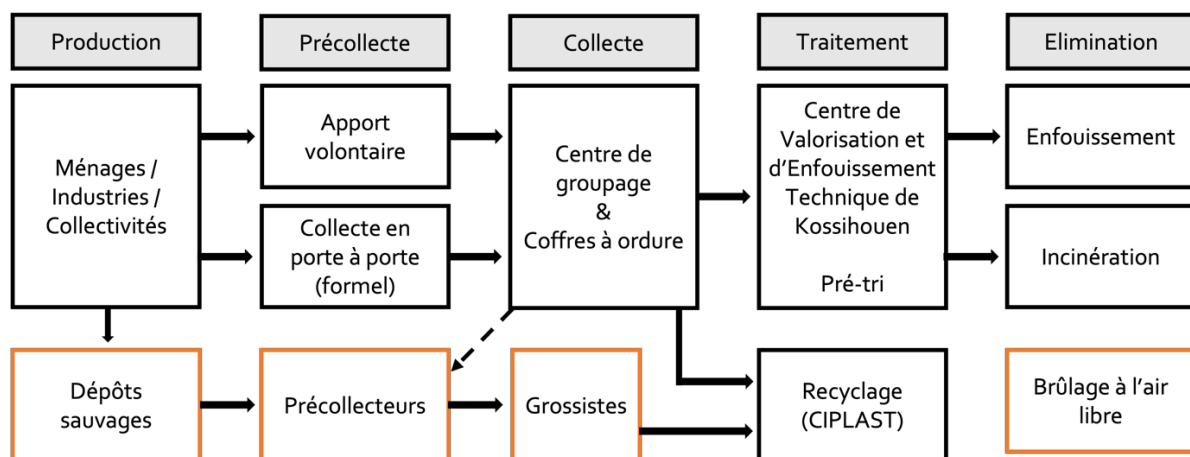 Production
Précollecte
Collecte
Traitement
Elimination
Ménages /
Industries /
Collectivités
Apport
volontaire
Collecte en
porte à porte
(formel)
Centre de
groupage
&
Coffres à ordure
Centre de
Valorisation et
d'Enfouissement
Technique de
Kossihouen
Pré-tri
Enfouissement
Incinération
Dépôts
sauvages
Précollecteurs
Grossistes
Recyclage
(CIPLAST)
Brûlage à l'air
libre